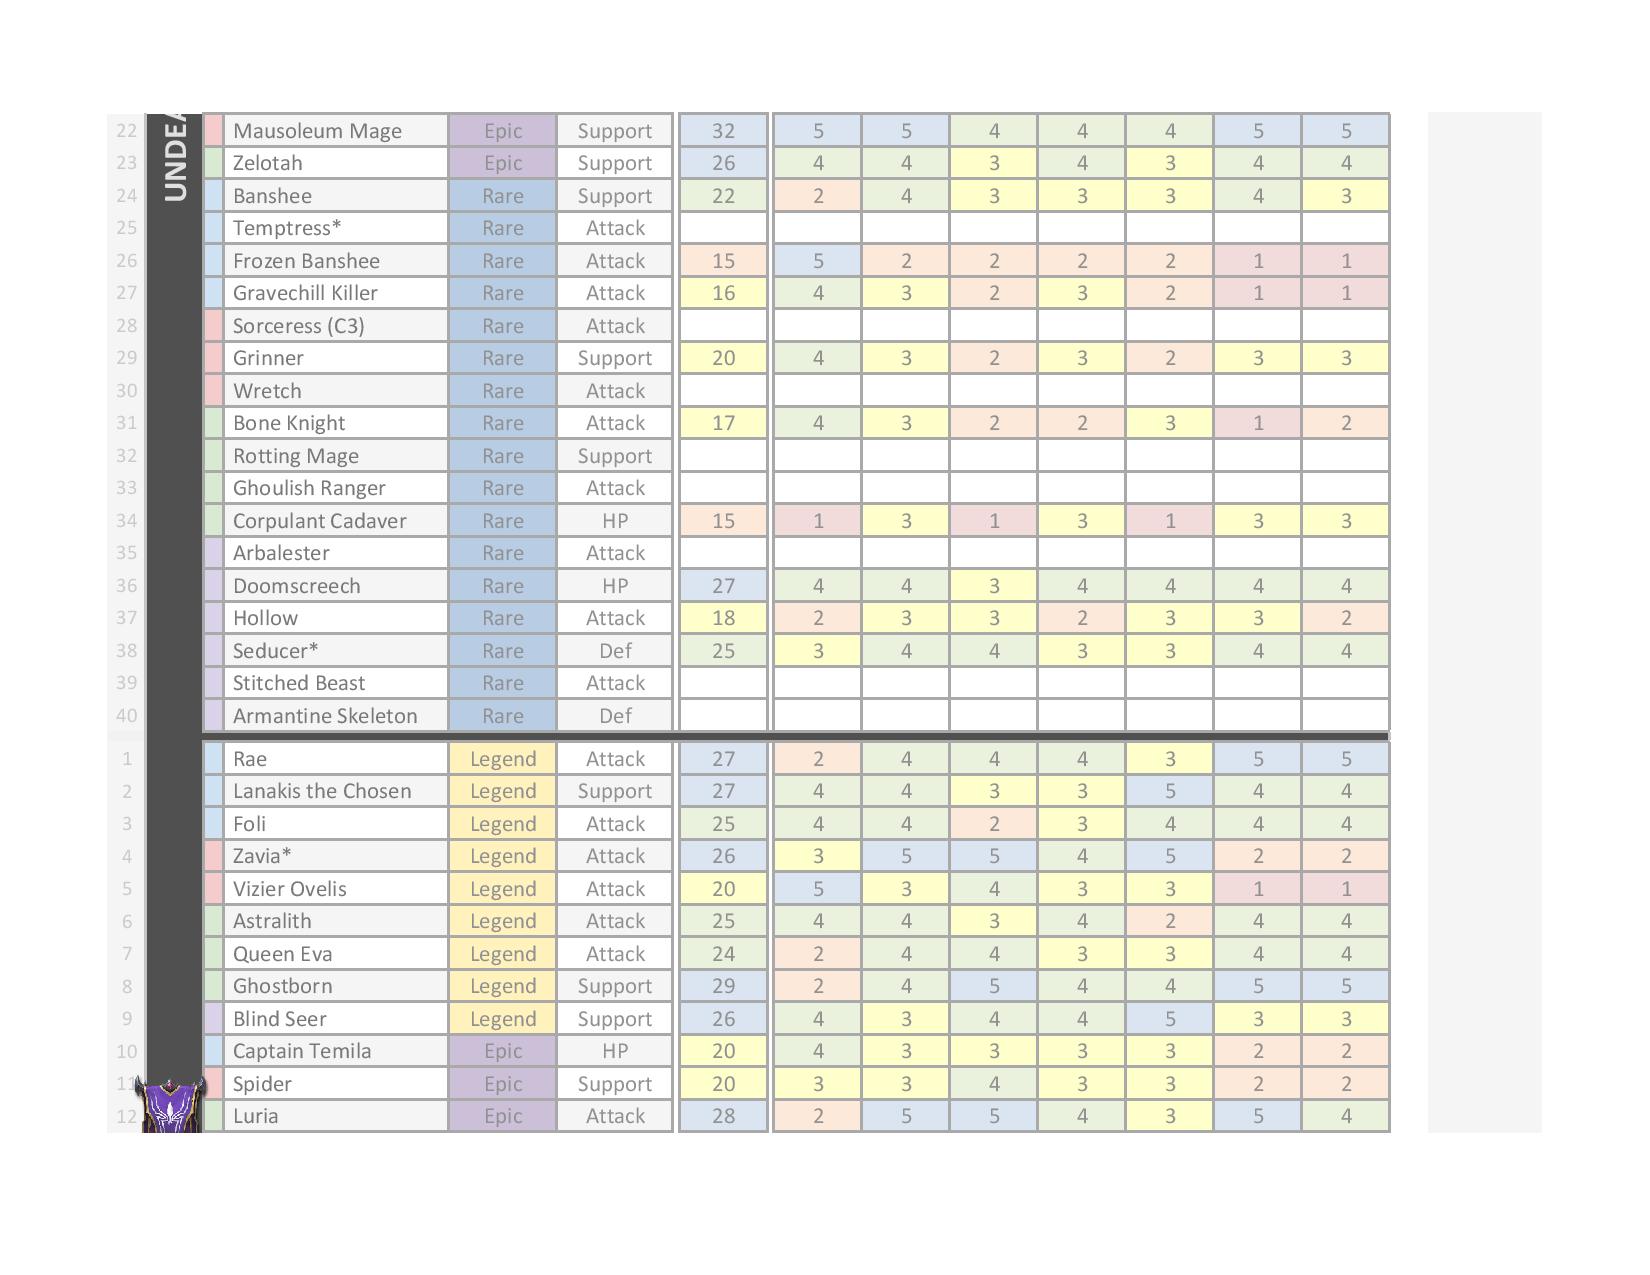 UNDEA
22 Mausoleum Mage Epic Support 32 5 5 4 4 4 5 5
23 Zelotah Epic Support 26 4 4 3 4 3 4 4
24 Banshee Rare Support 22 2 4 3 3 3 4 3
25 Temptress* Rare Attack
26 Frozen Banshee Rare Attack 15 5 2 2 2 2 1 1
27 Gravechill Killer Rare Attack 16 4 3 2 3 2 1 1
28 Sorceress (C3) Rare Attack
29 Grinner Rare Support 20 4 3 2 3 2 3 3
30 Wretch Rare Attack
31 Bone Knight Rare Attack 17 4 3 2 2 3 1 2
32 Rotting Mage Rare Support
33 Ghoulish Ranger Rare Attack
34 Corpulant Cadaver Rare HP 15 1 3 1 3 1 3 3
35 Arbalester Rare Attack
36 Doomscreech Rare HP 27 4 4 3 4 4 4 4
37 Hollow Rare Attack 18 2 3 3 2 3 3 2
38 Seducer* Rare Def 25 3 4 4 3 3 4 4
39 Stitched Beast Rare Attack
40 Armantine Skeleton Rare Def
1 Rae Legend Attack 27 2 4 4 4 3 5 5
2 Lanakis the Chosen Legend Support 27 4 4 3 3 5 4 4
3 Foli Legend Attack 25 4 4 2 3 4 4 4
4 Zavia* Legend Attack 26 3 5 5 4 5 2 2
5 Vizier Ovelis Legend Attack 20 5 3 4 3 3 1 1
6 Astralith Legend Attack 25 4 4 3 4 2 4 4
7 Queen Eva Legend Attack 24 2 4 4 3 3 4 4
8 Ghostborn Legend Support 29 2 4 5 4 4 5 5
9 Blind Seer Legend Support 26 4 3 4 4 5 3 3
10 Captain Temila Epic HP 20 4 3 3 3 3 2 2
11 Spider Epic Support 20 3 3 4 3 3 2 2
12 Luria Epic Attack 28 2 5 5 4 3 5 4